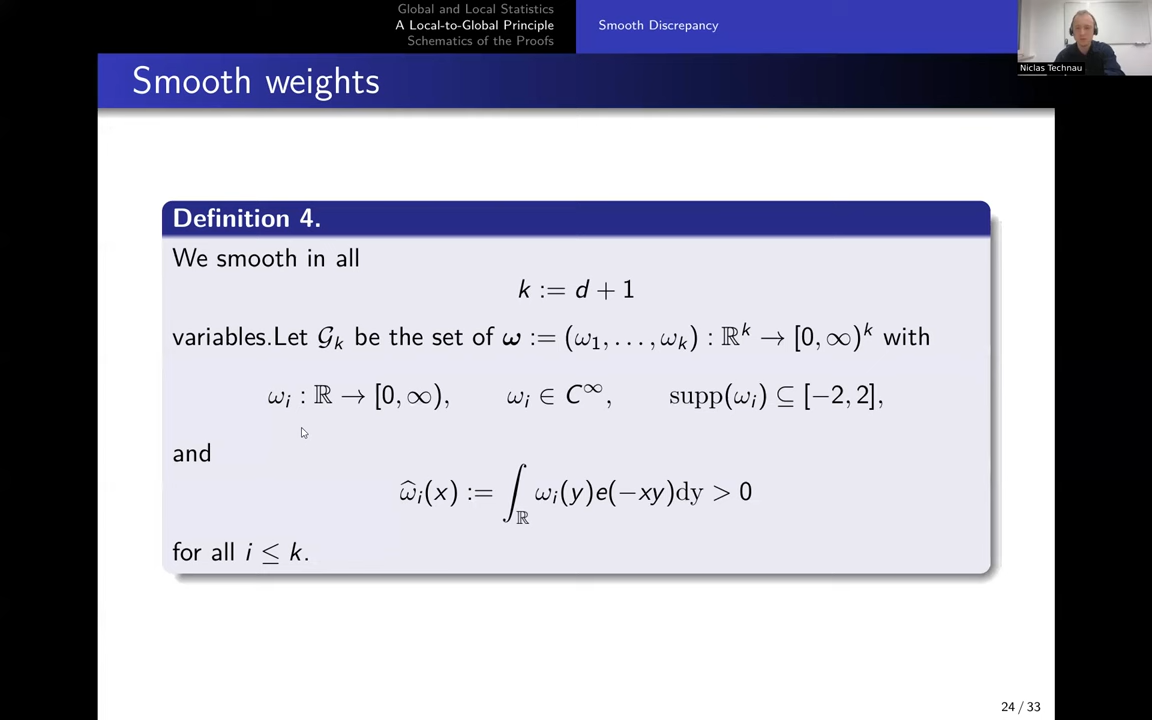 Global and Local Statistics
A Local-to-Global Principle
Schematics of the Proofs
Smooth Discrepancy
Niclas Technau
Smooth weights
Definition 4.
We smooth in all
k := d + 1
variables.Let 𝒢ₖ be the set of 𝝎 := (ω₁, . . . , ωₖ) : ℝᵏ → [0, ∞)ᵏ with
ωᵢ : ℝ → [0, ∞), ωᵢ ∈ C^∞, supp(ωᵢ) ⊆ [−2, 2],
and
ω̂ᵢ(x) := ∫_ℝ ωᵢ(y)e(−xy)dy > 0
for all i ≤ k.
24 / 33